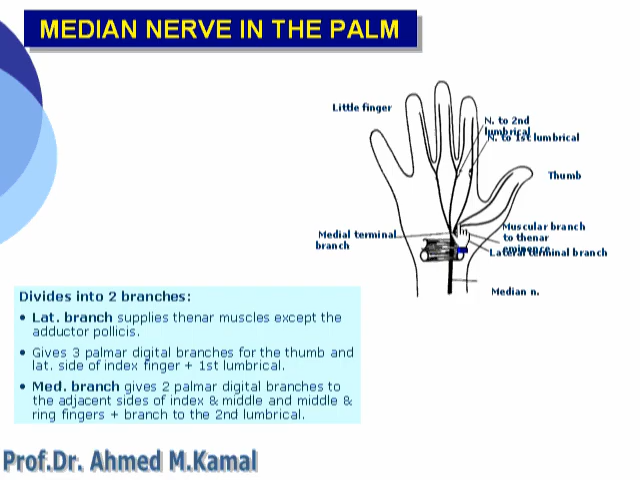 MEDIAN NERVE IN THE PALM
Little finger
N. to 2nd
lumbrical
N. to 1st lumbrical
Thumb
Muscular branch
to thenar
eminence
Medial terminal
branch
Lateral terminal branch
Median n.
Divides into 2 branches:
• Lat. branch supplies thenar muscles except the
adductor pollicis.
• Gives 3 palmar digital branches for the thumb and
lat. side of index finger + 1st lumbrical.
• Med. branch gives 2 palmar digital branches to
the adjacent sides of index & middle and middle &
ring fingers + branch to the 2nd lumbrical.
Prof.Dr. Ahmed M.Kamal